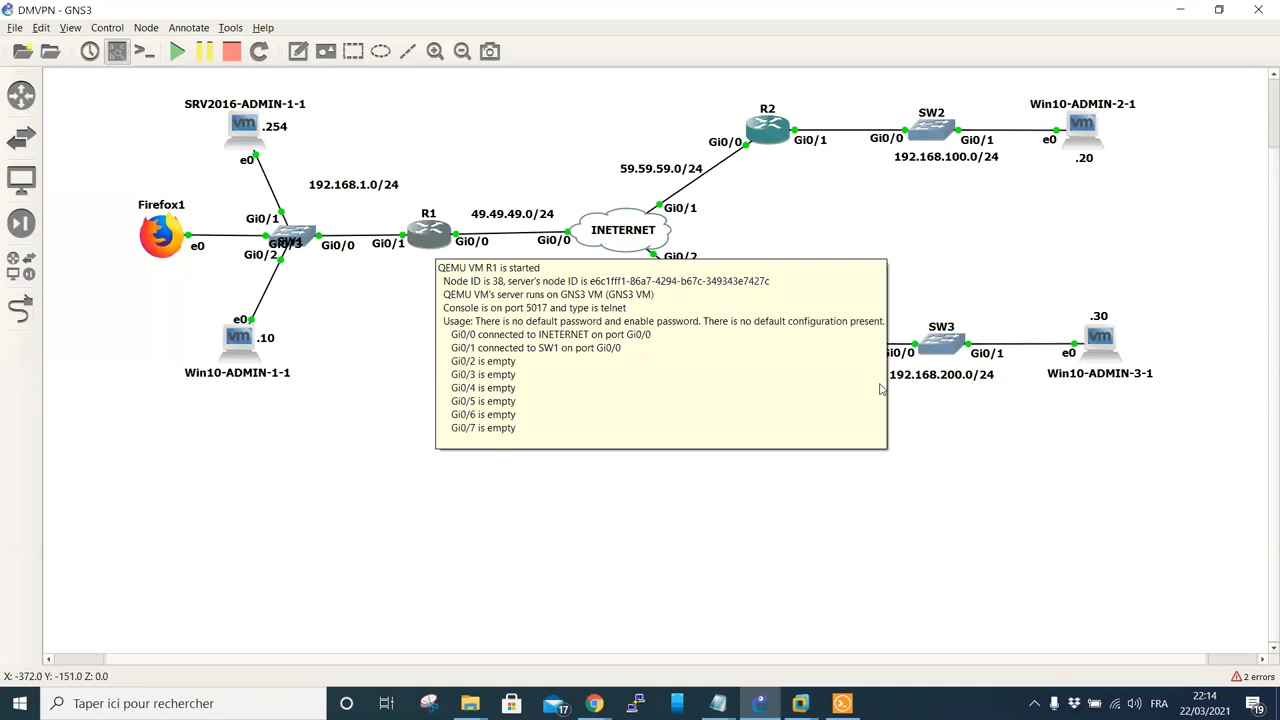 DMVPN - GNS3
File Edit View Control Node Annotate Tools Help
SRV2016-ADMIN-1-1
.254
e0
192.168.1.0/24
Firefox1
e0
Gi0/1
SW1
Gi0/3
Gi0/2
Gi0/0
e0
.10
Win10-ADMIN-1-1
R1
Gi0/1
Gi0/0
49.49.49.0/24
Gi0/0
INETERNET
Gi0/1
Gi0/2
59.59.59.0/24
R2
Gi0/0
Gi0/1
SW2
Gi0/0
Gi0/1
192.168.100.0/24
Win10-ADMIN-2-1
e0
.20
QEMU VM R1 is started
Node ID is 38, server's node ID is e6c1fff1-86a7-4294-b67c-349343e7427c
QEMU VM's server runs on GNS3 VM (GNS3 VM)
Console is on port 5017 and type is telnet
Usage: There is no default password and enable password. There is no default configuration present.
Gi0/0 connected to INETERNET on port Gi0/0
Gi0/1 connected to SW1 on port Gi0/0
Gi0/2 is empty
Gi0/3 is empty
Gi0/4 is empty
Gi0/5 is empty
Gi0/6 is empty
Gi0/7 is empty
SW3
Gi0/0
Gi0/1
192.168.200.0/24
.30
e0
Win10-ADMIN-3-1
X: -372.0 Y: -151.0 Z: 0.0
2 errors
Taper ici pour rechercher
17
FR
22:14
22/03/2021
19